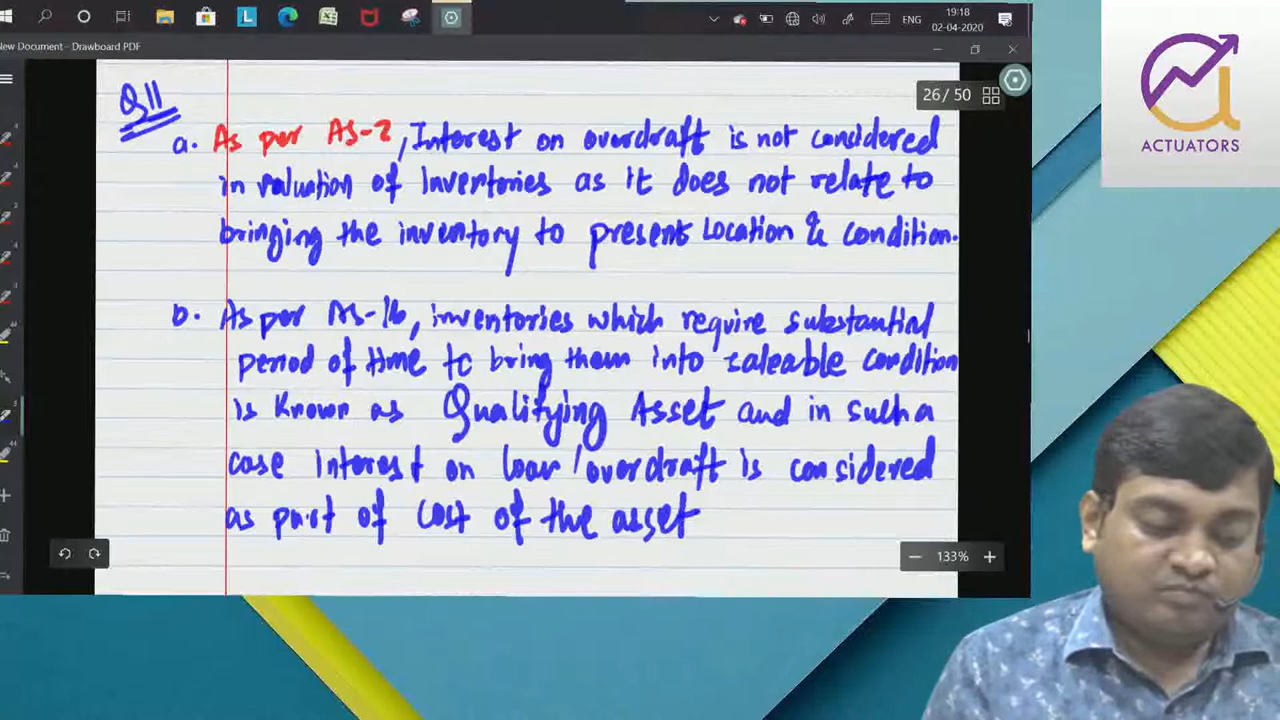 19:18
ENG
02-04-2020
New Document - Drawboard PDF
26 / 50
ACTUATORS
Q11
a. As per AS-2, Interest on overdraft is not considered
in valuation of Inventories as it does not relate to
bringing the inventory to present Location & condition.
b. As per AS-16, inventories which require substantial
period of time to bring them into saleable condition
is Known as Qualifying Asset and in such a
case interest on loan / overdraft is considered
as part of cost of the asset
133%